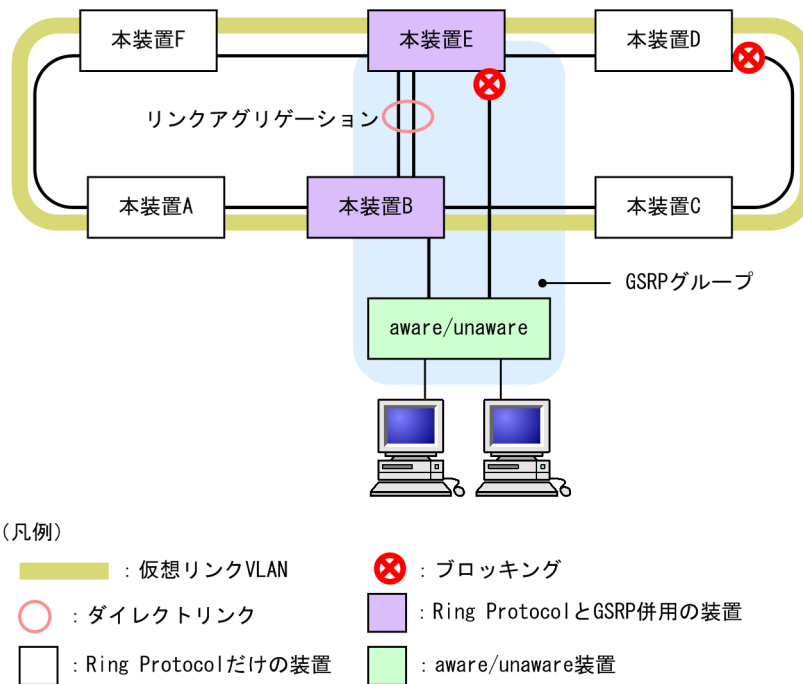 本装置F
本装置E
本装置D
リンクアグリゲーション
本装置A
本装置B
本装置C
GSRPグループ
aware/unaware
(凡例)
：仮想リンクVLAN
：ブロッキング
：ダイレクトリンク
：Ring ProtocolとGSRP併用の装置
：Ring Protocolだけの装置
：aware/unaware装置